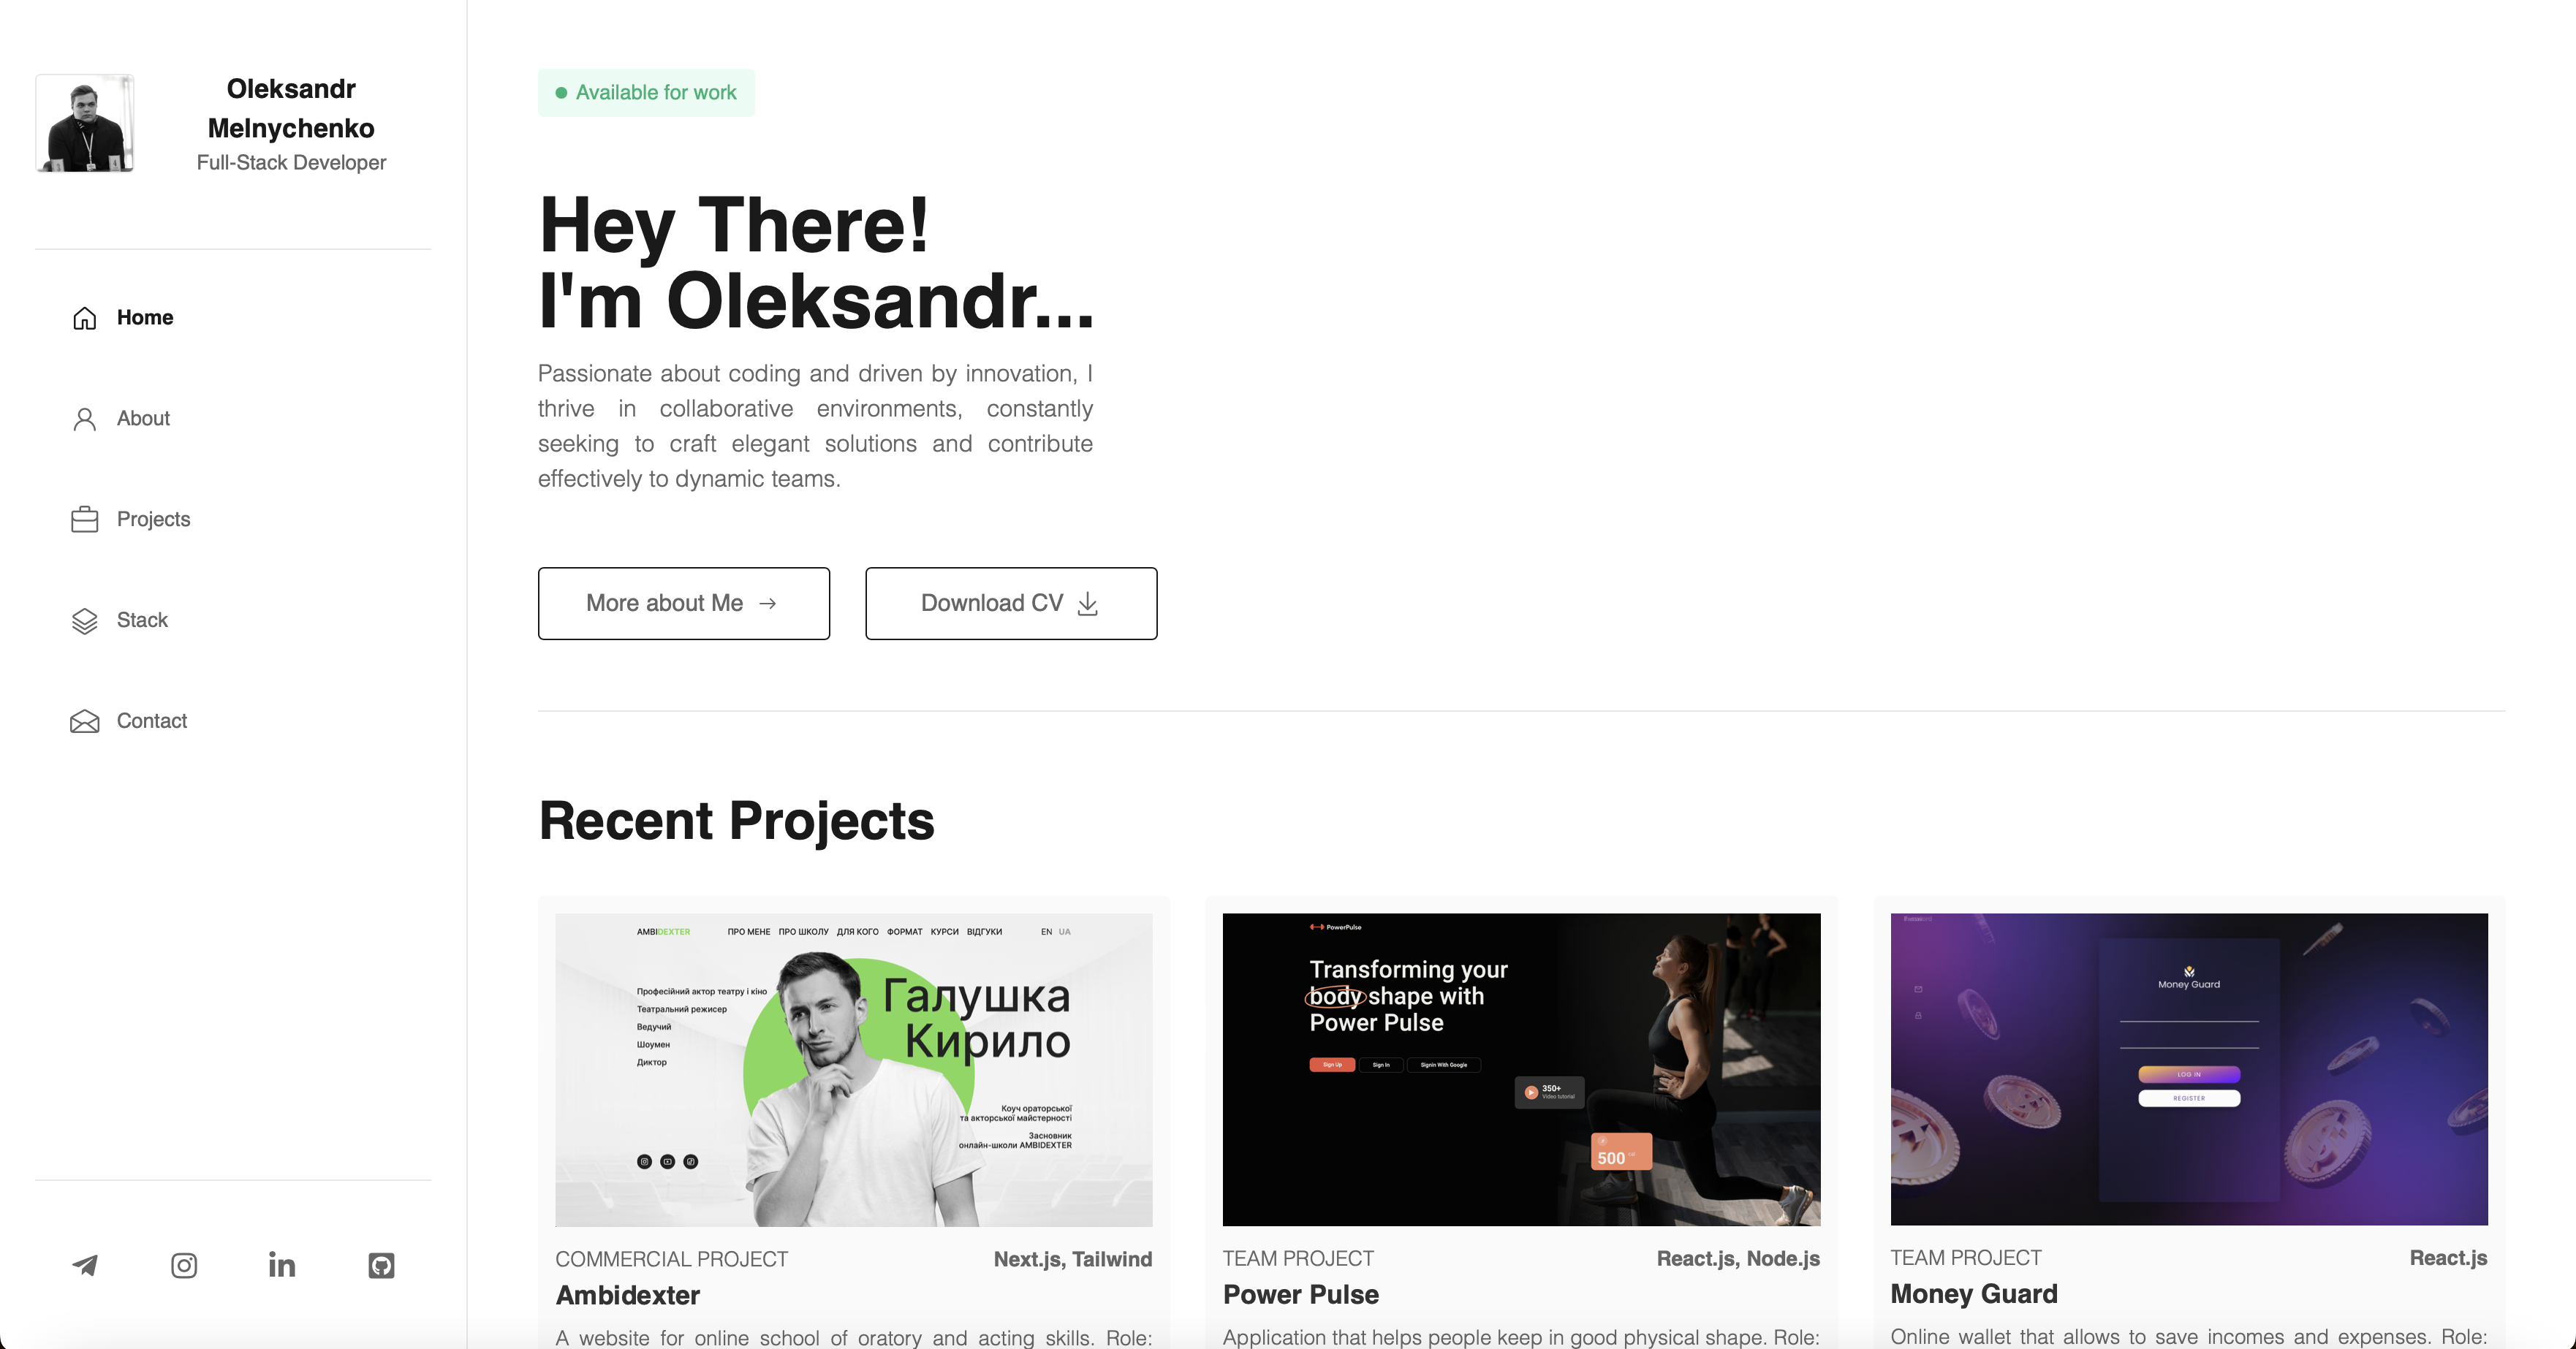 Oleksandr
Melnychenko
Full-Stack Developer
Home
About
Projects
Stack
Contact
Available for work
Hey There!
I'm Oleksandr...
Passionate about coding and driven by innovation, I
thrive in collaborative environments, constantly
seeking to craft elegant solutions and contribute
effectively to dynamic teams.
More about Me →
Download CV
Recent Projects
AMBIDEXTER ПРО МЕНЕ ПРО ШКОЛУ ДЛЯ КОГО ФОРМАТ КУРСИ ВІДГУКИ EN UA
Професійний актор театру і кіно
Театральний режисер
Ведучий
Шоумен
Диктор
Галушка
Кирило
Коуч ораторської
та акторської майстерності
Засновник
онлайн-школи AMBIDEXTER
COMMERCIAL PROJECT Next.js, Tailwind
Ambidexter
A website for online school of oratory and acting skills. Role:
PowerPulse
Transforming your
body shape with
Power Pulse
Sign Up Sign In Signin With Google
350+
Video tutorial
500
TEAM PROJECT React.js, Node.js
Power Pulse
Application that helps people keep in good physical shape. Role:
Money Guard
LOG IN
REGISTER
TEAM PROJECT React.js
Money Guard
Online wallet that allows to save incomes and expenses. Role: